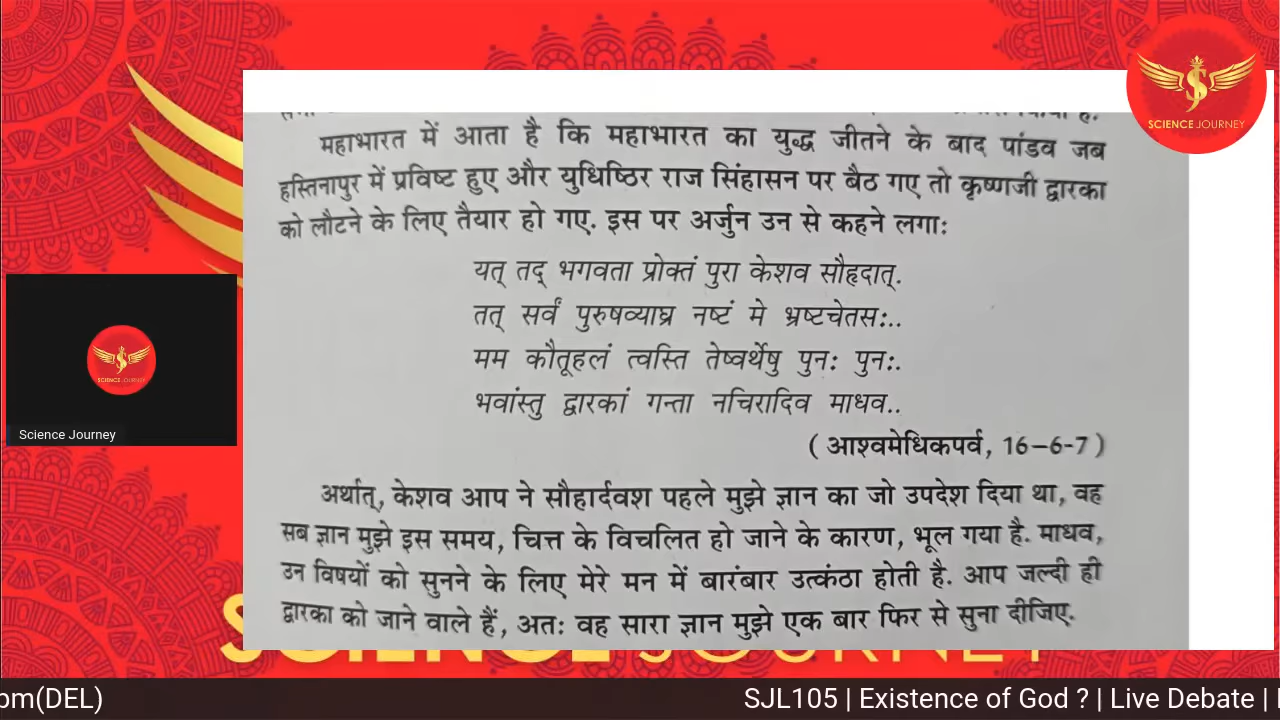 SCIENCE JOURNEY
महाभारत में आता है कि महाभारत का युद्ध जीतने के बाद पांडव जब
हस्तिनापुर में प्रविष्ट हुए और युधिष्ठिर राज सिंहासन पर बैठ गए तो कृष्णजी द्वारका
को लौटने के लिए तैयार हो गए. इस पर अर्जुन उन से कहने लगाः
यत् तद् भगवता प्रोक्तं पुरा केशव सौहृदात्.
तत् सर्वं पुरुषव्याघ्र नष्टं मे भ्रष्टचेतसः..
मम कौतूहलं त्वस्ति तेष्वर्थेषु पुनः पुनः.
भवांस्तु द्वारकां गन्ता नचिरादिव माधव..
( आश्वमेधिकपर्व, 16–6-7 )
अर्थात्, केशव आप ने सौहार्दवश पहले मुझे ज्ञान का जो उपदेश दिया था, वह
सब ज्ञान मुझे इस समय, चित्त के विचलित हो जाने के कारण, भूल गया है. माधव,
उन विषयों को सुनने के लिए मेरे मन में बारंबार उत्कंठा होती है. आप जल्दी ही
द्वारका को जाने वाले हैं, अतः वह सारा ज्ञान मुझे एक बार फिर से सुना दीजिए.
SCIENCE JOURNEY
Science Journey
pm(DEL)
SJL105 | Existence of God ? | Live Debate |